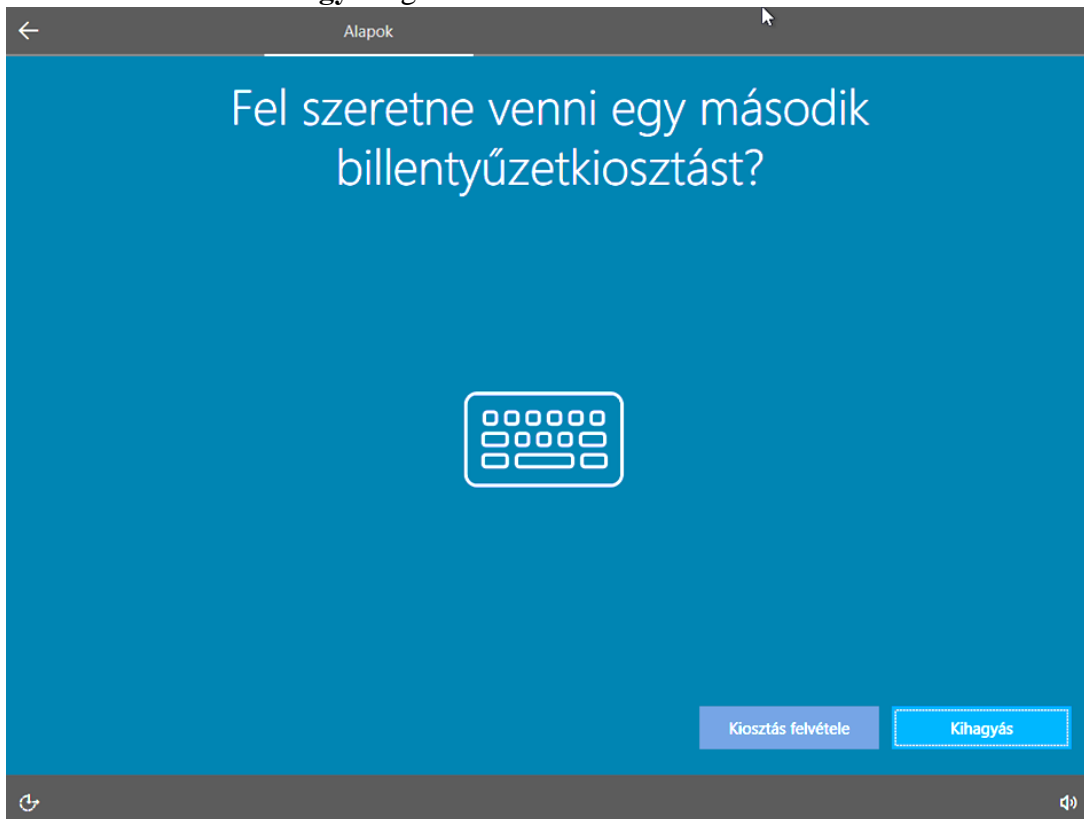 Alapok
Fel szeretne venni egy második
billentyűzetkiosztást?
Kiosztás felvétele
Kihagyás